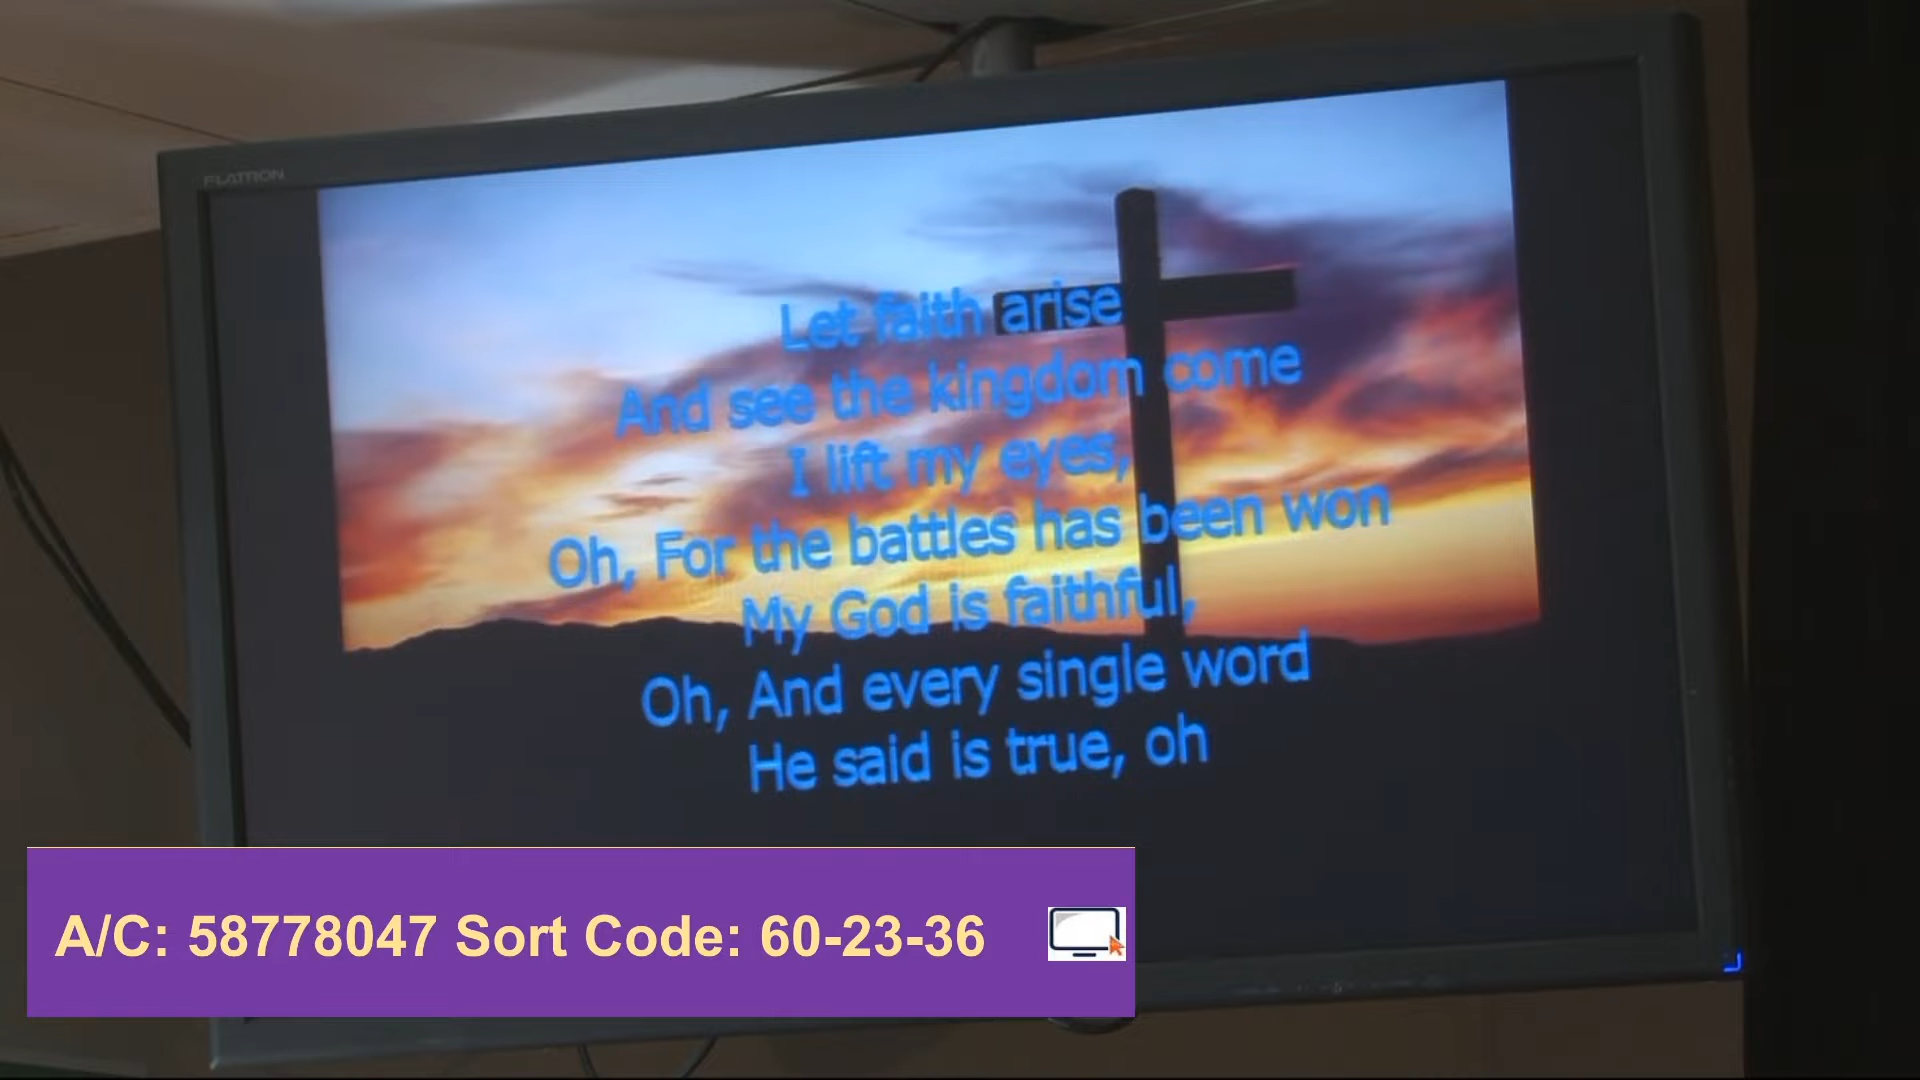 FLATRON
Let faith arise
And see the kingdom come
I lift my eyes,
Oh, For the battles has been won
My God is faithful,
Oh, And every single word
He said is true, oh
A/C: 58778047 Sort Code: 60-23-36